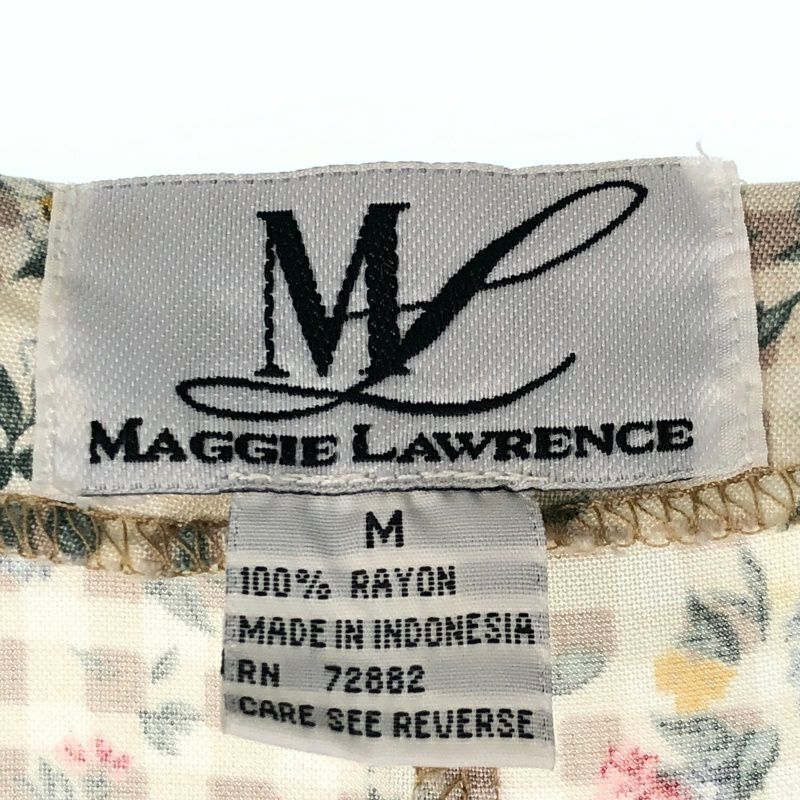 ML
MAGGIE LAWRENCE
M
100% RAYON
MADE IN INDONESIA
RN 72882
CARE SEE REVERSE